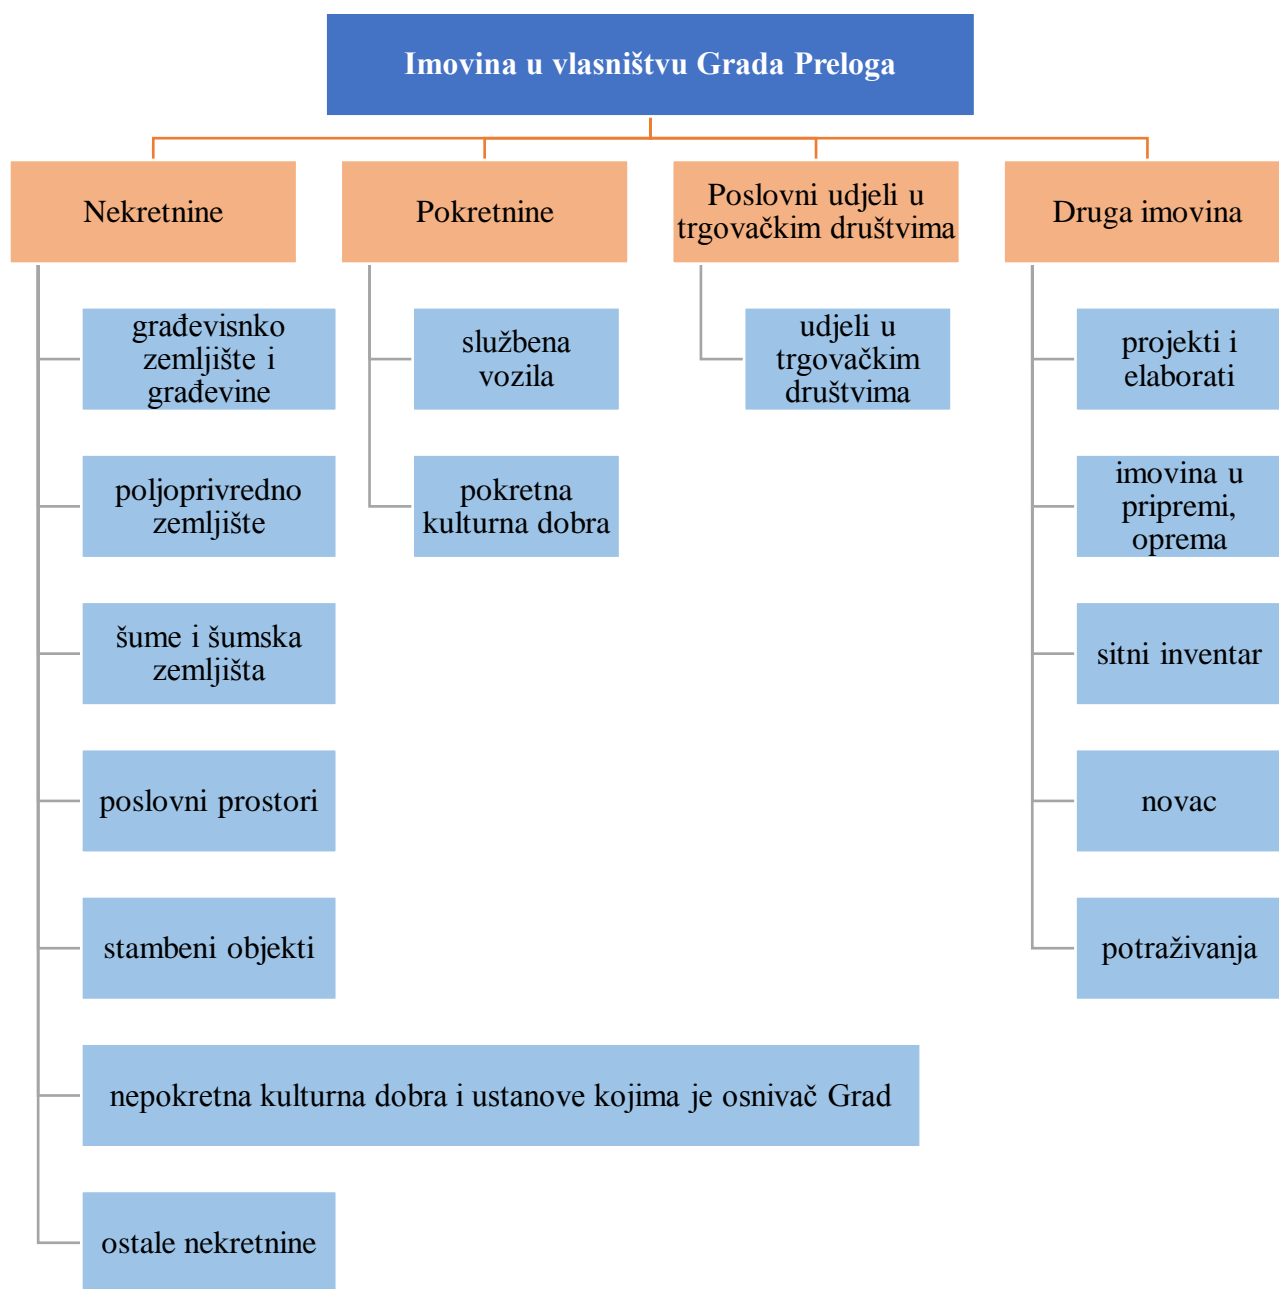 Imovina u vlasništvu Grada Preloga
Nekretnine
građevisnko
zemljište i
građevine
poljoprivredno
zemljište
šume i šumska
zemljišta
poslovni prostori
stambeni objekti
nepokretna kulturna dobra i ustanove kojima je osnivač Grad
ostale nekretnine
Pokretnine
službena
vozila
pokretna
kulturna dobra
Poslovni udjeli u
trgovačkim društvima
udjeli u
trgovačkim
društvima
Druga imovina
projekti i
elaborati
imovina u
pripremi,
oprema
sitni inventar
novac
potraživanja